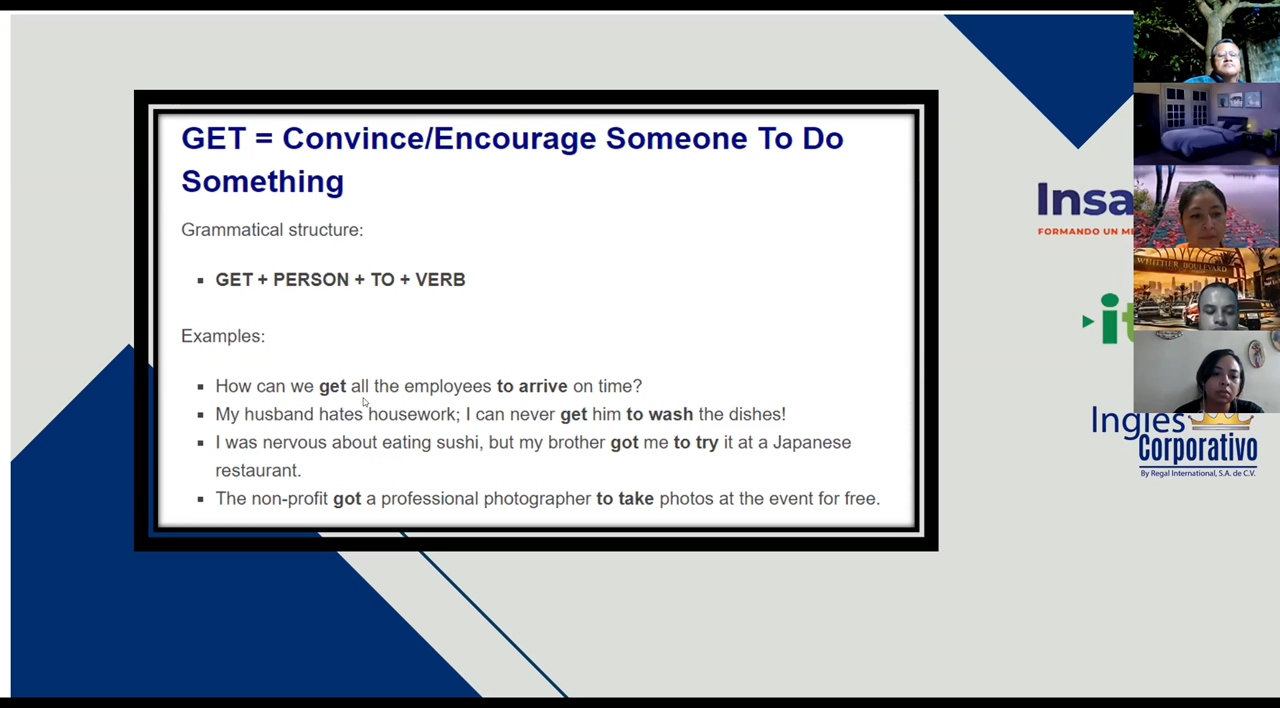 GET = Convince/Encourage Someone To Do
Something
Grammatical structure:
▪ GET + PERSON + TO + VERB
Examples:
▪ How can we get all the employees to arrive on time?
▪ My husband hates housework; I can never get him to wash the dishes!
▪ I was nervous about eating sushi, but my brother got me to try it at a Japanese
restaurant.
▪ The non-profit got a professional photographer to take photos at the event for free.
Insa
FORMANDO UN M
it
WHITTIER BOULEVARD
Ingles
Corporativo
By Regal International, S.A. de C.V.